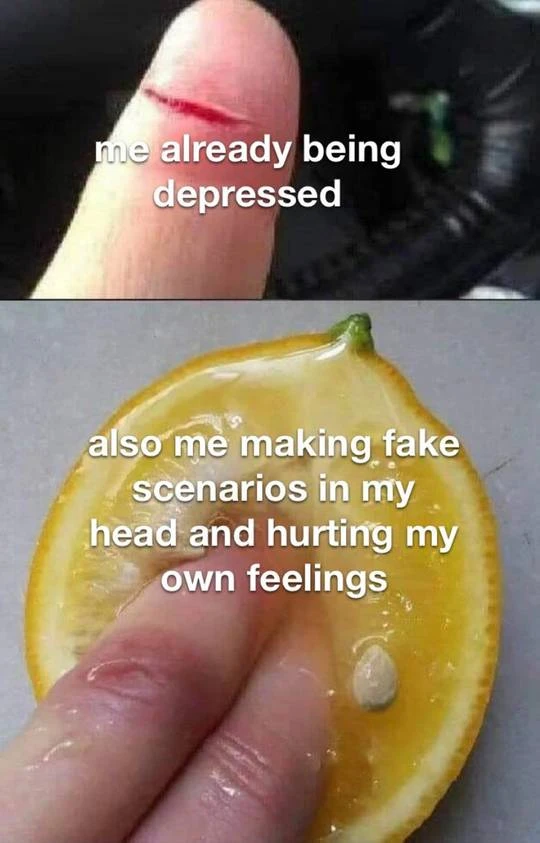 me already being
depressed
also me making fake
scenarios in my
head and hurting my
own feelings